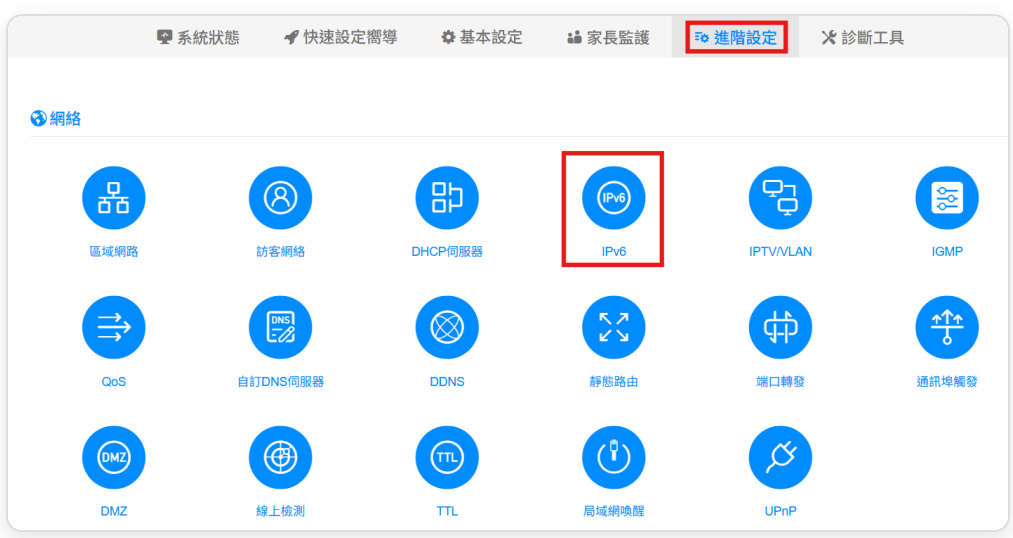 系統狀態 快速設定嚮導 基本設定 家長監護 進階設定 診斷工具
網絡
IPv6
區域網路 訪客網絡 DHCP伺服器 IPv6 IPTV/VLAN IGMP
DNS
QoS 自訂DNS伺服器 DDNS 靜態路由 端口轉發 通訊埠觸發
DMZ TTL
DMZ 線上檢測 TTL 局域網喚醒 UPnP